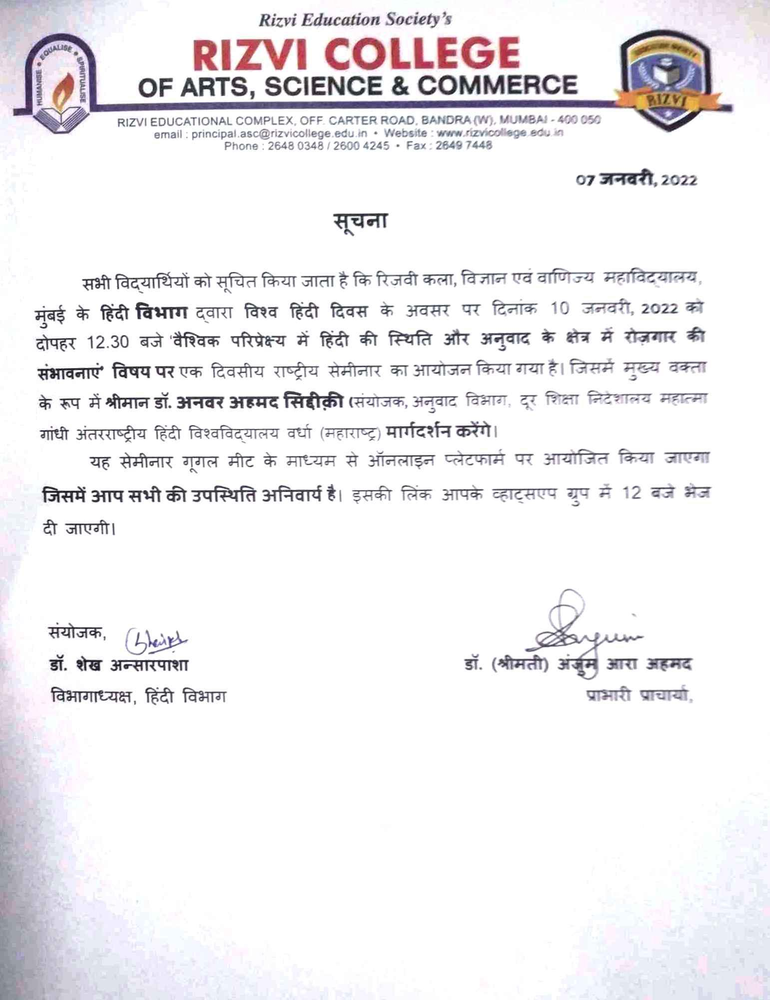 Rizvi Education Society's
RIZVI COLLEGE
OF ARTS, SCIENCE & COMMERCE
HUMANISE • EQUALISE • SPIRITUALISE
RIZVI
RIZVI EDUCATIONAL COMPLEX, OFF. CARTER ROAD, BANDRA (W), MUMBAI - 400 050
email : principal.asc@rizvicollege.edu.in • Website : www.rizvicollege.edu.in
Phone : 2648 0348 / 2600 4245 • Fax : 2649 7448
07 जनवरी, 2022
सूचना
सभी विद्यार्थियों को सूचित किया जाता है कि रिज़वी कला, विज्ञान एवं वाणिज्य महाविद्यालय,
मुंबई के हिंदी विभाग द्वारा विश्व हिंदी दिवस के अवसर पर दिनांक 10 जनवरी, 2022 को
दोपहर 12.30 बजे 'वैश्विक परिप्रेक्ष्य में हिंदी की स्थिति और अनुवाद के क्षेत्र में रोज़गार की
संभावनाएं' विषय पर एक दिवसीय राष्ट्रीय सेमीनार का आयोजन किया गया है। जिसमें मुख्य वक्ता
के रूप में श्रीमान डॉ. अनवर अहमद सिद्दीक़ी (संयोजक, अनुवाद विभाग, दूर शिक्षा निदेशालय महात्मा
गांधी अंतरराष्ट्रीय हिंदी विश्वविद्यालय वर्धा (महाराष्ट्र) मार्गदर्शन करेंगे।
यह सेमीनार गूगल मीट के माध्यम से ऑनलाइन प्लेटफार्म पर आयोजित किया जाएगा
जिसमें आप सभी की उपस्थिति अनिवार्य है। इसकी लिंक आपके व्हाट्सएप ग्रुप में 12 बजे भेज
दी जाएगी।
संयोजक,
डॉ. शेख अन्सारपाशा
विभागाध्यक्ष, हिंदी विभाग
डॉ. (श्रीमती) अंजुम आरा अहमद
प्राभारी प्राचार्या,